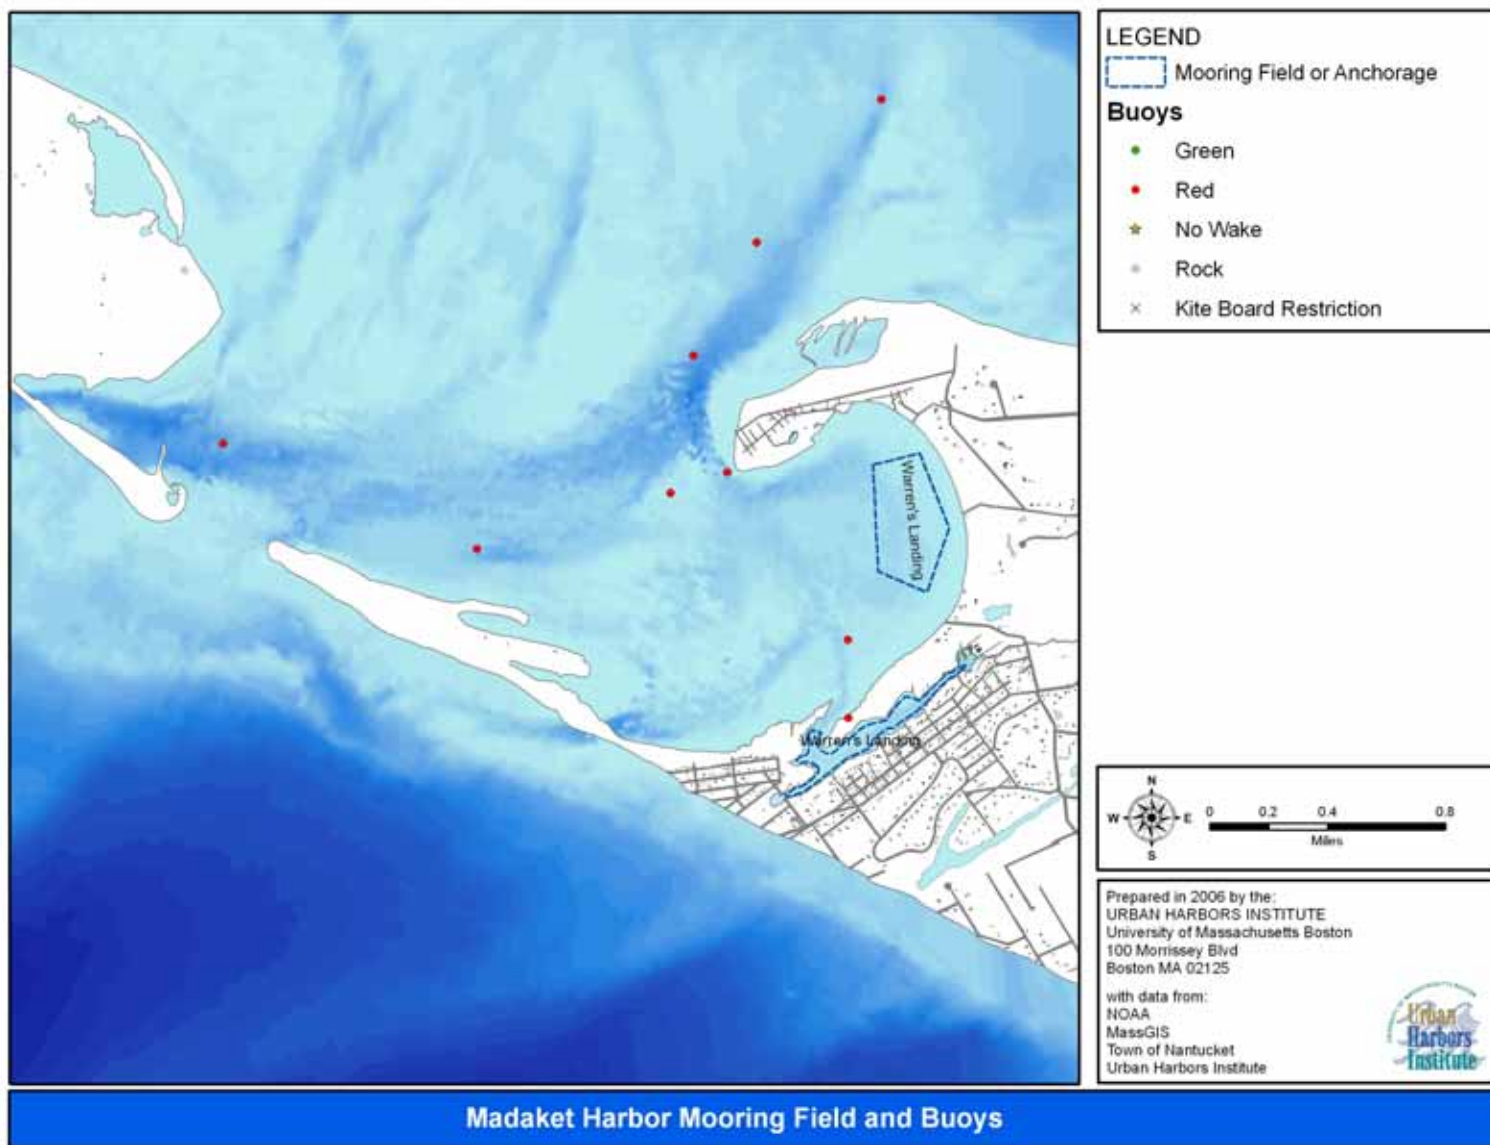 LEGEND
Mooring Field or Anchorage
Buoys
Green
Red
No Wake
Rock
Kite Board Restriction
Warren's Landing
Warren's Landing
N
W E
S
0 0.2 0.4 0.8
Miles
Prepared in 2006 by the:
URBAN HARBORS INSTITUTE
University of Massachusetts Boston
100 Morrissey Blvd
Boston MA 02125
with data from:
NOAA
MassGIS
Town of Nantucket
Urban Harbors Institute
Urban
Harbors
Institute
Madaket Harbor Mooring Field and Buoys